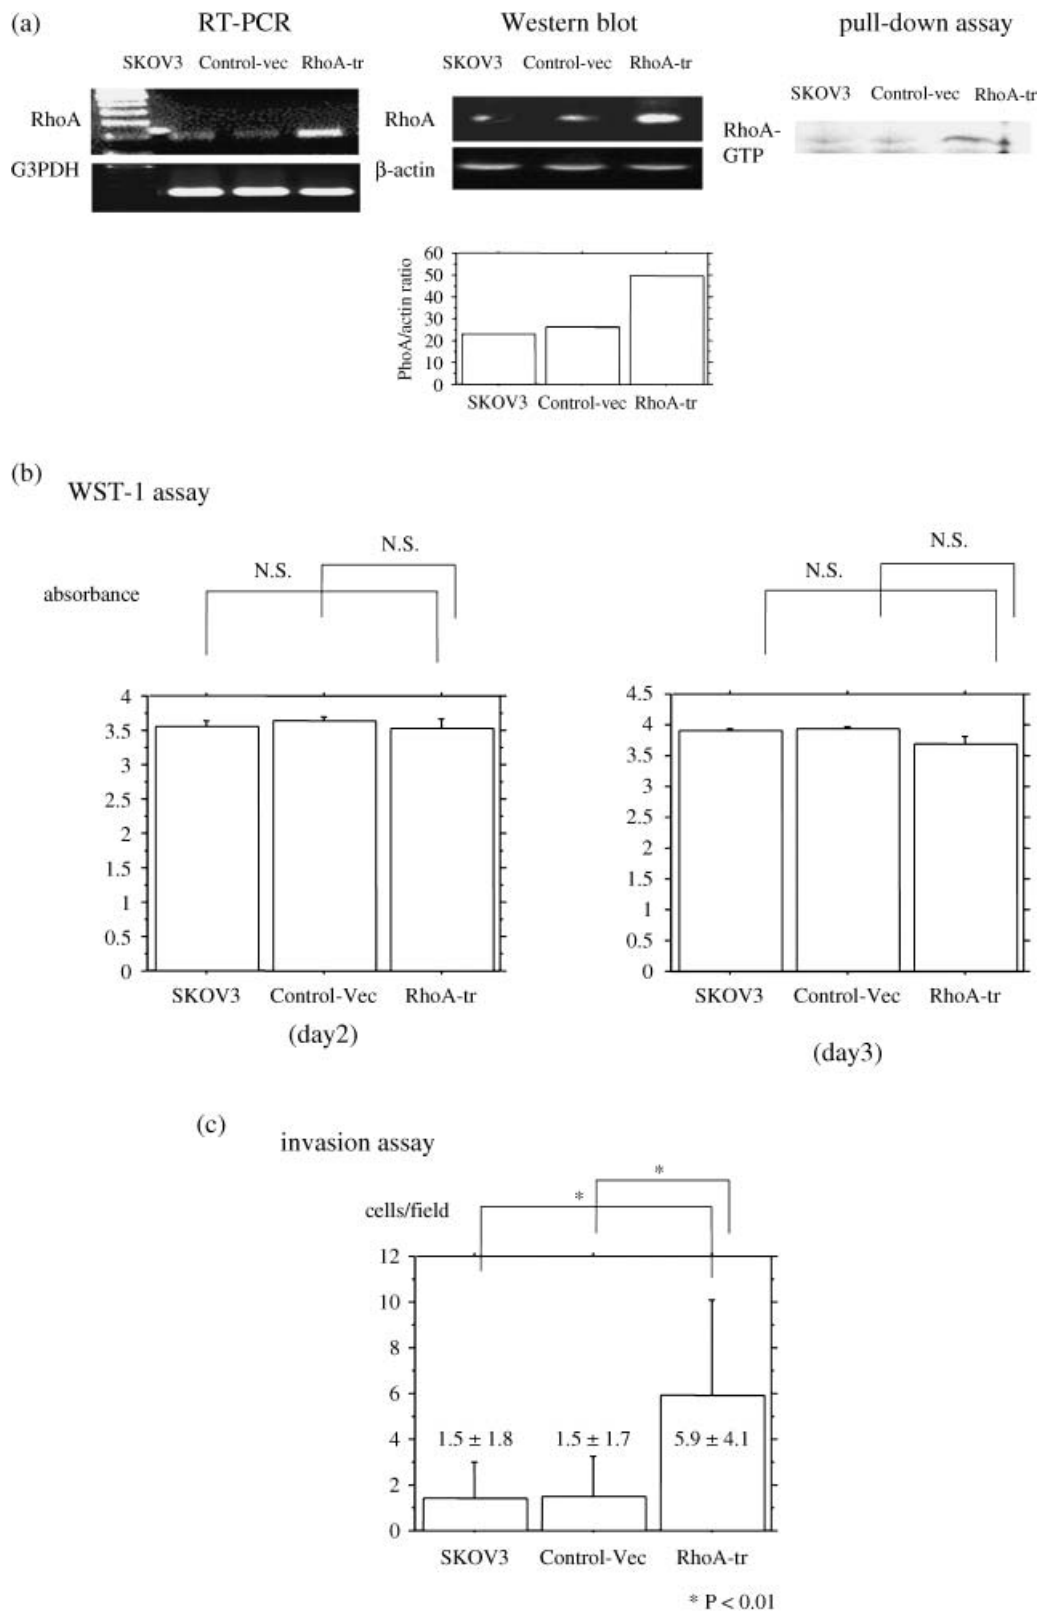 (a)
RT-PCR
Western blot
pull-down assay
SKOV3 Control-vec RhoA-tr
SKOV3 Control-vec RhoA-tr
SKOV3 Control-vec RhoA-tr
RhoA
G3PDH
RhoA
β-actin
RhoA-
GTP
PhoA/actin ratio
60
50
40
30
20
10
0
SKOV3 Control-vec RhoA-tr
(b)
WST-1 assay
absorbance
N.S.
N.S.
4
3.5
3
2.5
2
1.5
1
0.5
0
SKOV3 Control-Vec RhoA-tr
(day2)
N.S.
N.S.
4.5
4
3.5
3
2.5
2
1.5
1
0.5
0
SKOV3 Control-Vec RhoA-tr
(day3)
(c)
invasion assay
cells/field
*
*
12
10
8
6
4
2
0
1.5 ± 1.8
1.5 ± 1.7
5.9 ± 4.1
SKOV3 Control-Vec RhoA-tr
* P < 0.01